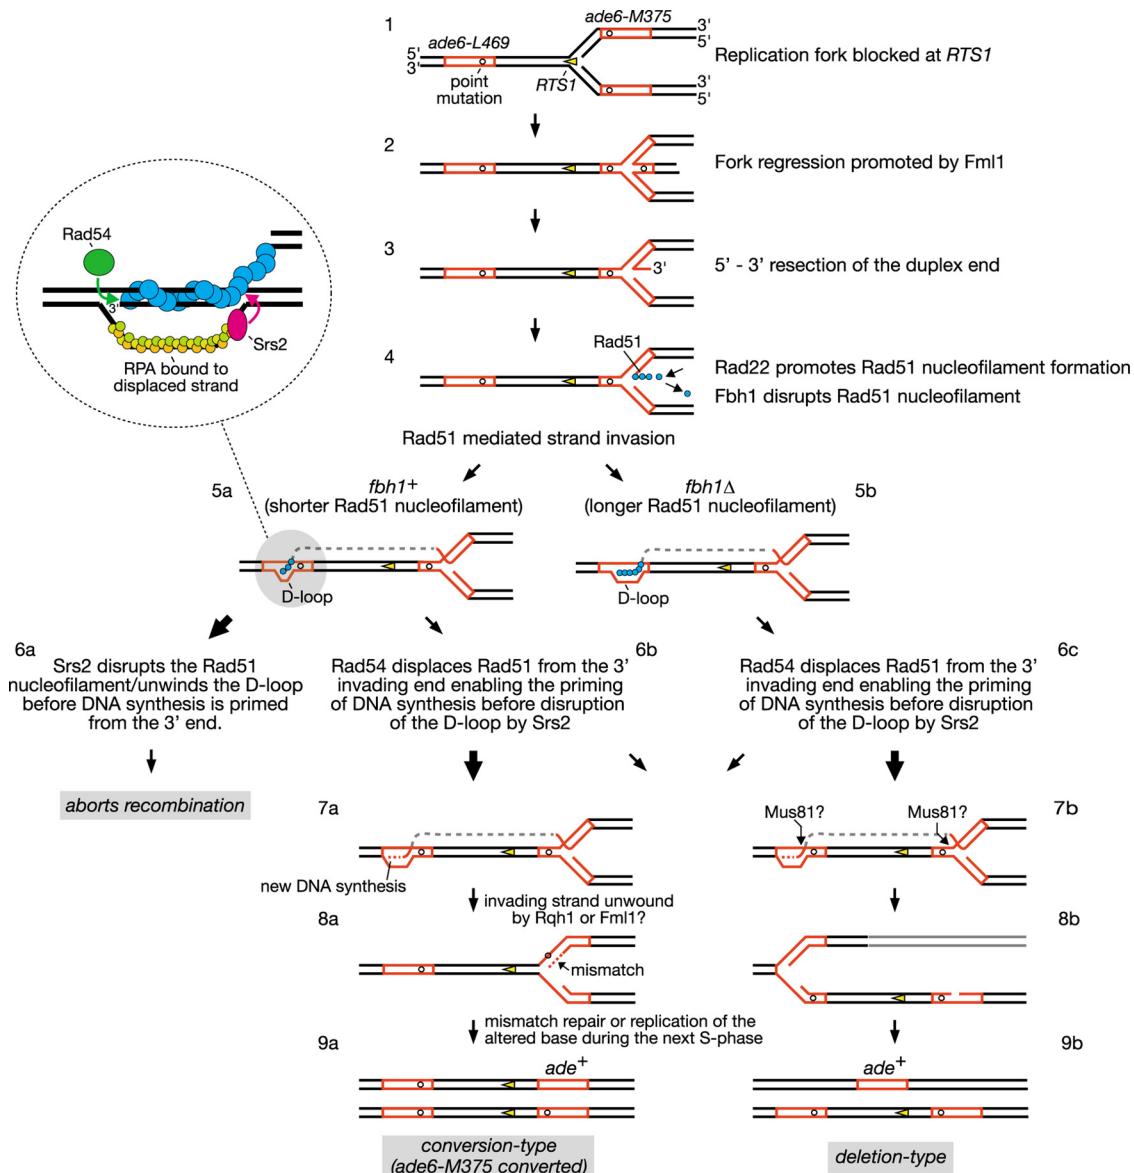 1
ade6-M375
3'
5'
ade6-L469
5'
3'
point
mutation
RTS1
3'
5'
Replication fork blocked at RTS1
2
Fork regression promoted by Fml1
3
3'
5’ - 3’ resection of the duplex end
Rad54
3'
Srs2
RPA bound to
displaced strand
4
Rad51
Rad22 promotes Rad51 nucleofilament formation
Fbh1 disrupts Rad51 nucleofilament
Rad51 mediated strand invasion
5a
fbh1+
(shorter Rad51 nucleofilament)
D-loop
fbh1Δ
(longer Rad51 nucleofilament)
5b
D-loop
6a
Srs2 disrupts the Rad51
nucleofilament/unwinds the D-loop
before DNA synthesis is primed
from the 3’ end.
aborts recombination
6b
Rad54 displaces Rad51 from the 3’
invading end enabling the priming
of DNA synthesis before disruption
of the D-loop by Srs2
6c
Rad54 displaces Rad51 from the 3’
invading end enabling the priming
of DNA synthesis before disruption
of the D-loop by Srs2
7a
new DNA synthesis
Mus81?
Mus81?
7b
invading strand unwound
by Rqh1 or Fml1?
8a
mismatch
8b
mismatch repair or replication of the
altered base during the next S-phase
9a
ade+
9b
ade+
conversion-type
(ade6-M375 converted)
deletion-type